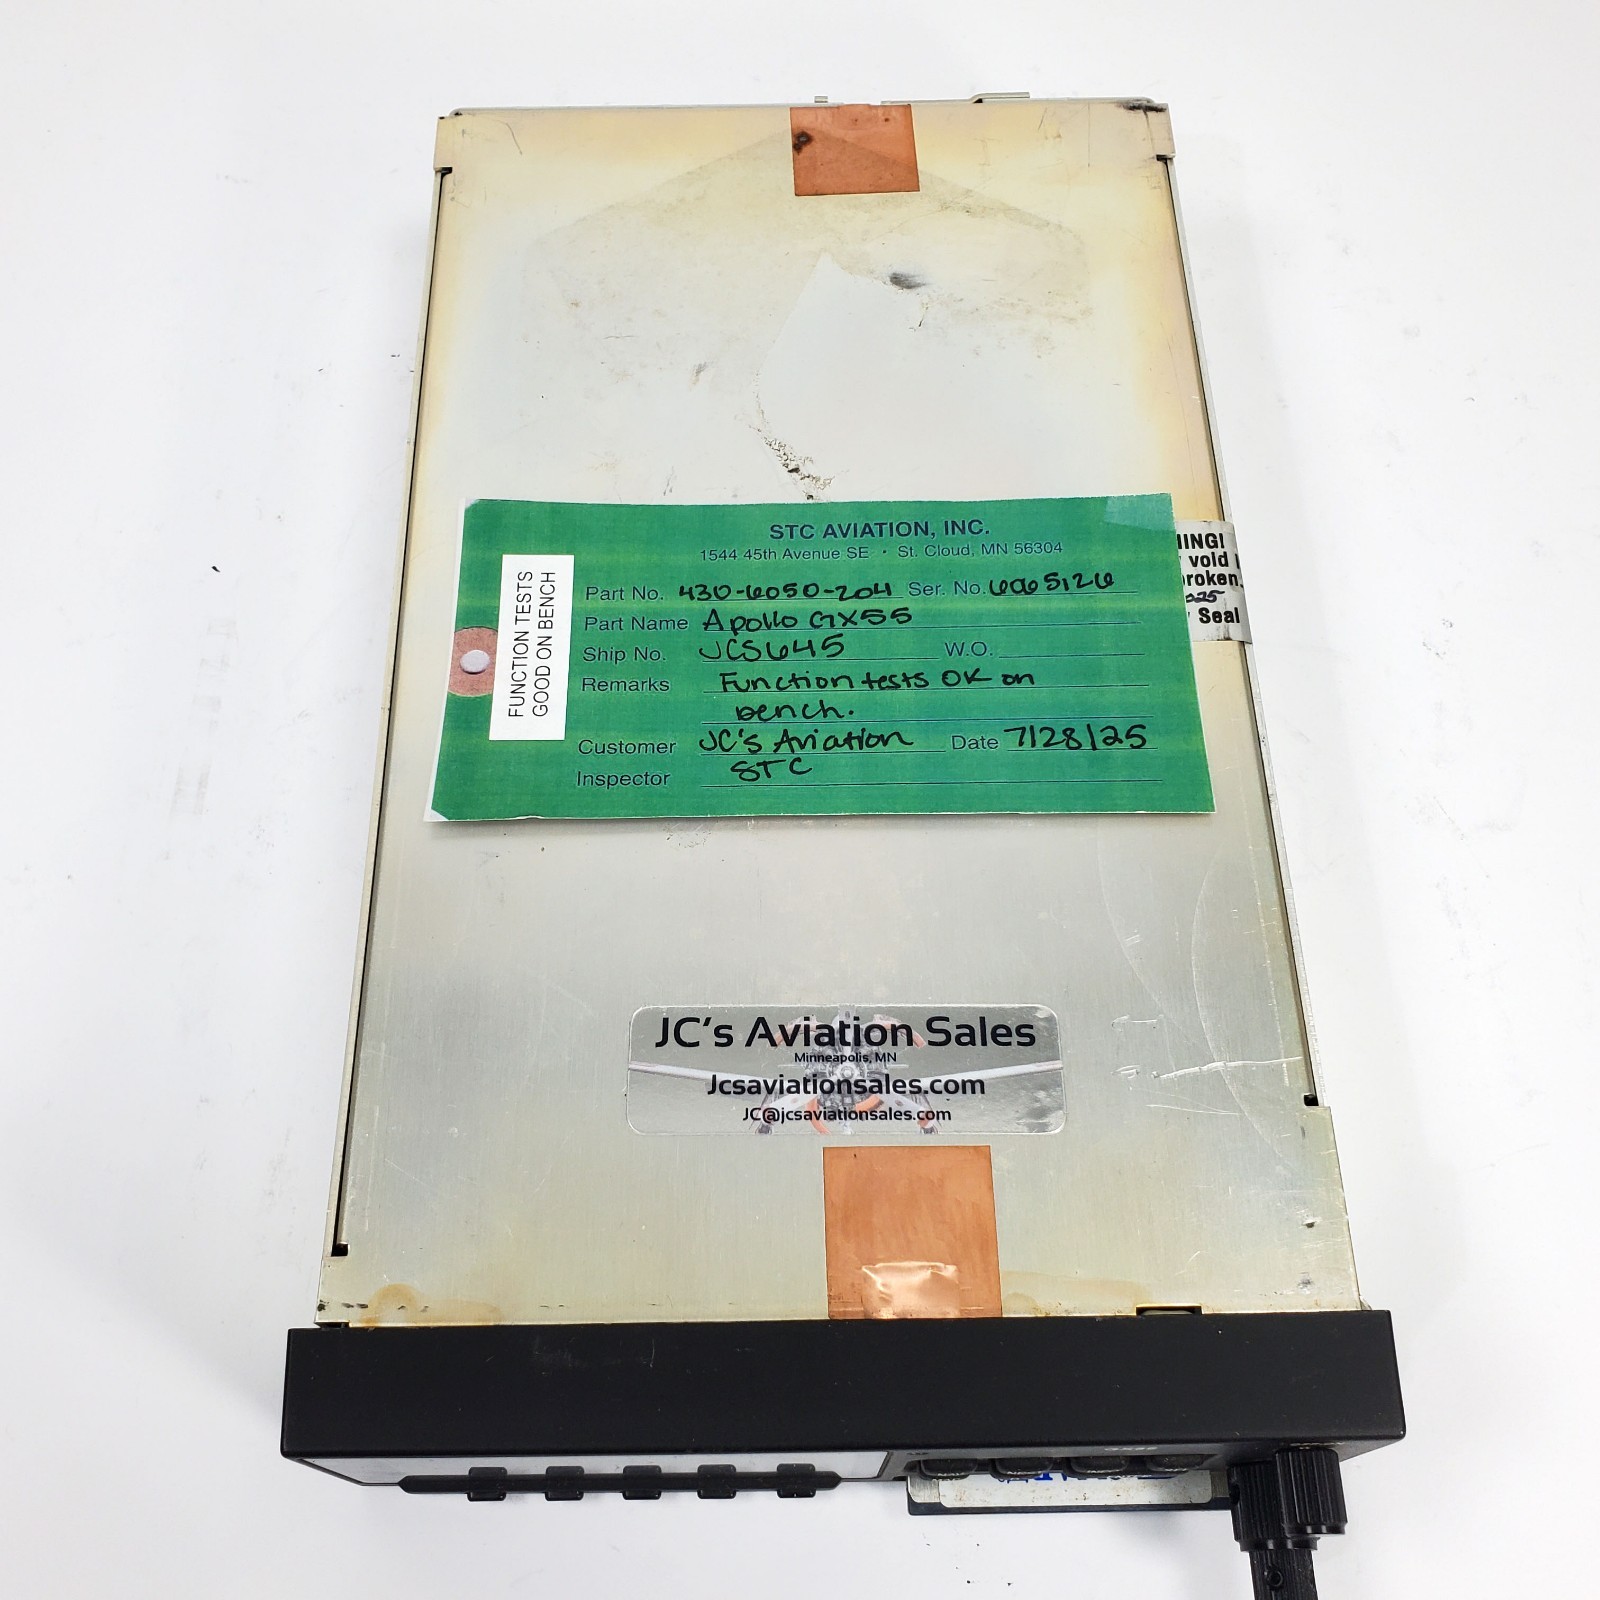 STC AVIATION, INC.
1544 45th Avenue SE • St. Cloud, MN 56304
FUNCTION TESTS
GOOD ON BENCH
Part No. 430-6050-204 Ser. No. 6065126
Part Name Apollo GX55
Ship No. JCS645 W.O.
Remarks Function tests OK on
bench.
Customer JC's Aviation Date 7/28/25
Inspector STC
NING!
void
roken.
25
Seal
JC's Aviation Sales
Minneapolis, MN
Jcsaviationsales.com
JC@jcsaviationsales.com